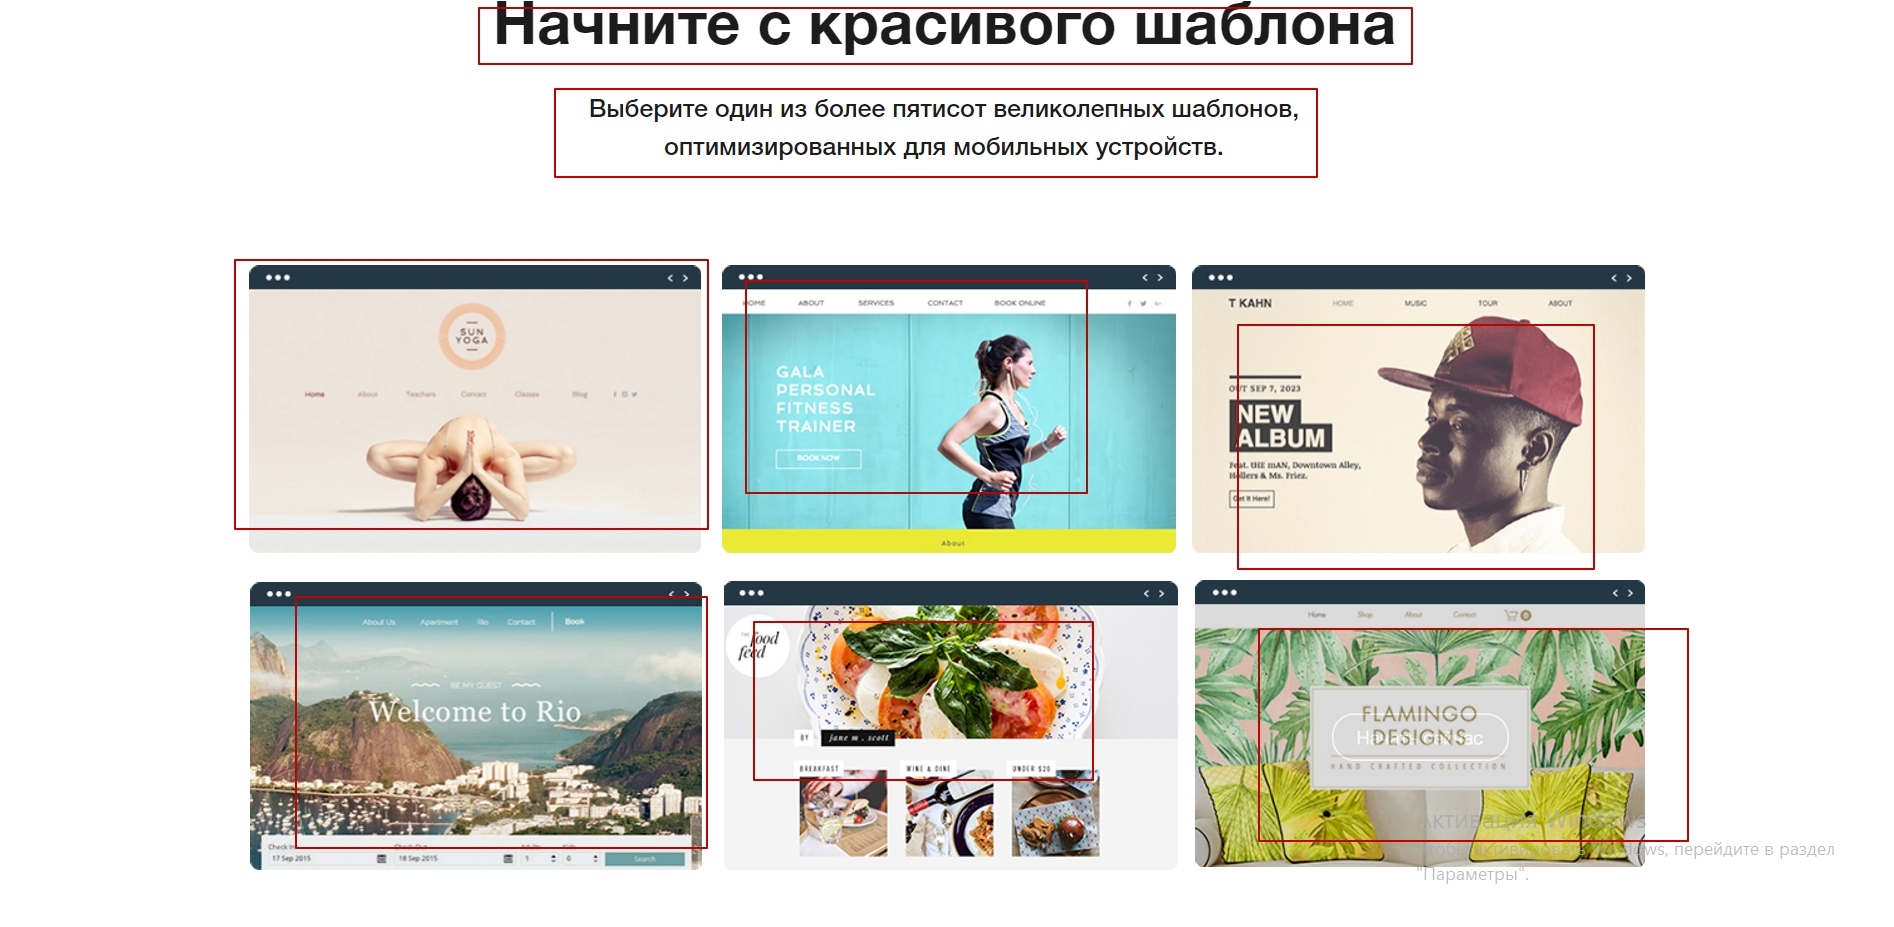 Начните с красивого шаблона
Выберите один из более пятисот великолепных шаблонов,
оптимизированных для мобильных устройств.
SUN
YOGA
Home About Teachers Contact Classes Blog
HOME ABOUT SERVICES CONTACT BOOK ONLINE
GALA
PERSONAL
FITNESS
TRAINER
BOOK NOW
About
T KAHN HOME MUSIC TOUR ABOUT
OUT SEP 7, 2023
NEW
ALBUM
Feat. tHE mAN, Downtown Alley,
Hollers & Ms. Friez.
Get It Here!
About Us Apartment Rio Contact Book
BE MY GUEST
Welcome to Rio
Check In Check Out Adults Kids
17 Sep 2015 18 Sep 2015 1 0 Search
THE food
feed
BY jane m. scott
BREAKFAST WINE & DINE UNDER $20
Home Shop About Contact 0
FLAMINGO
DESIGNS
HAND CRAFTED COLLECTION
Активация Windows
Чтобы активировать Windows, перейдите в раздел
"Параметры".